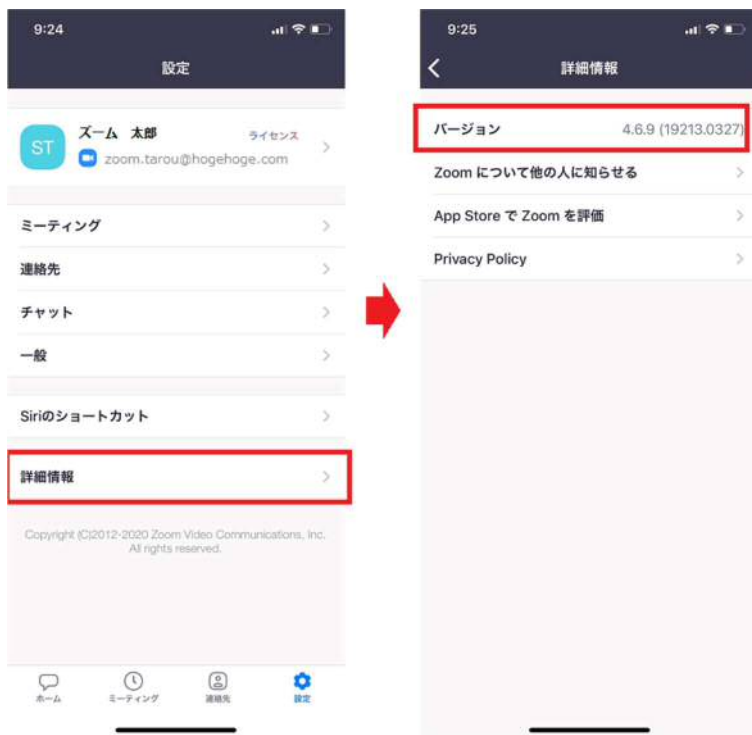 9:24
設定
ST
ズーム 太郎
ライセンス
zoom.tarou@hogehoge.com
ミーティング
連絡先
チャット
一般
Siriのショートカット
詳細情報
Copyright (C)2012-2020 Zoom Video Communications, Inc.
All rights reserved.
ホーム
ミーティング
連絡先
設定
9:25
詳細情報
バージョン
4.6.9 (19213.0327)
Zoom について他の人に知らせる
App Store で Zoom を評価
Privacy Policy